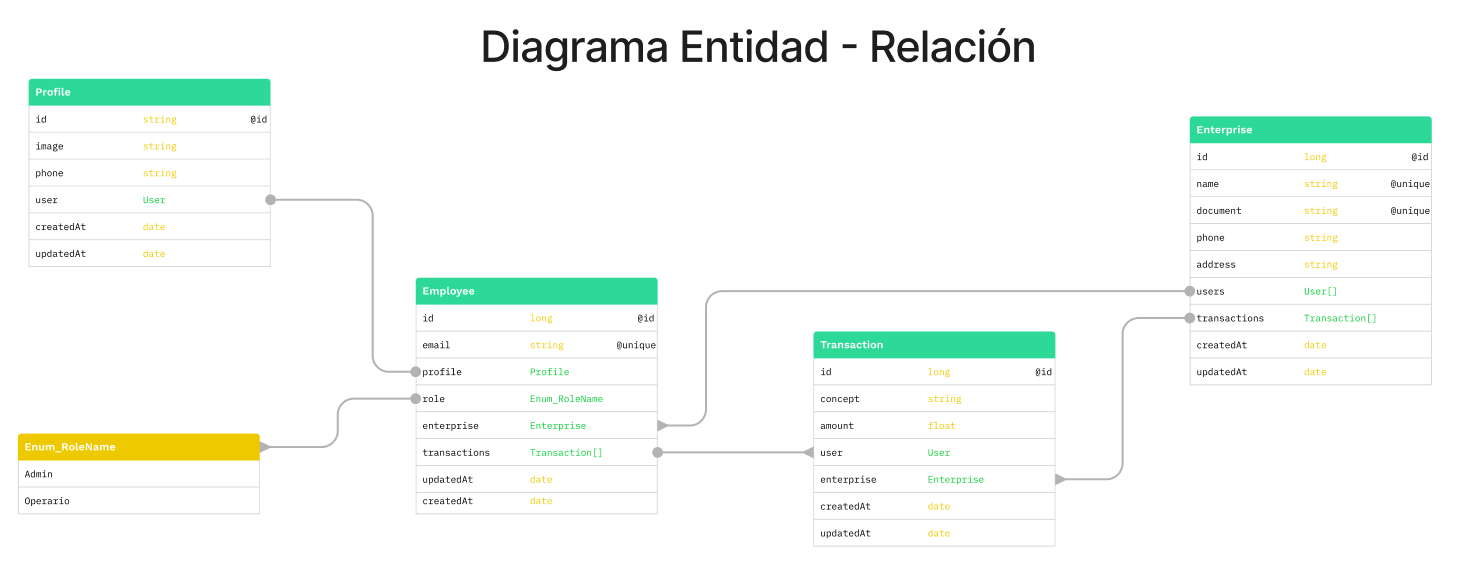 Diagrama Entidad - Relación
Profile
id string @id
image string
phone string
user User
createdAt date
updatedAt date
Enum_RoleName
Admin
Operario
Employee
id long @id
email string @unique
profile Profile
role Enum_RoleName
enterprise Enterprise
transactions Transaction[]
updatedAt date
createdAt date
Transaction
id long @id
concept string
amount float
user User
enterprise Enterprise
createdAt date
updatedAt date
Enterprise
id long @id
name string @unique
document string @unique
phone string
address string
users User[]
transactions Transaction[]
createdAt date
updatedAt date